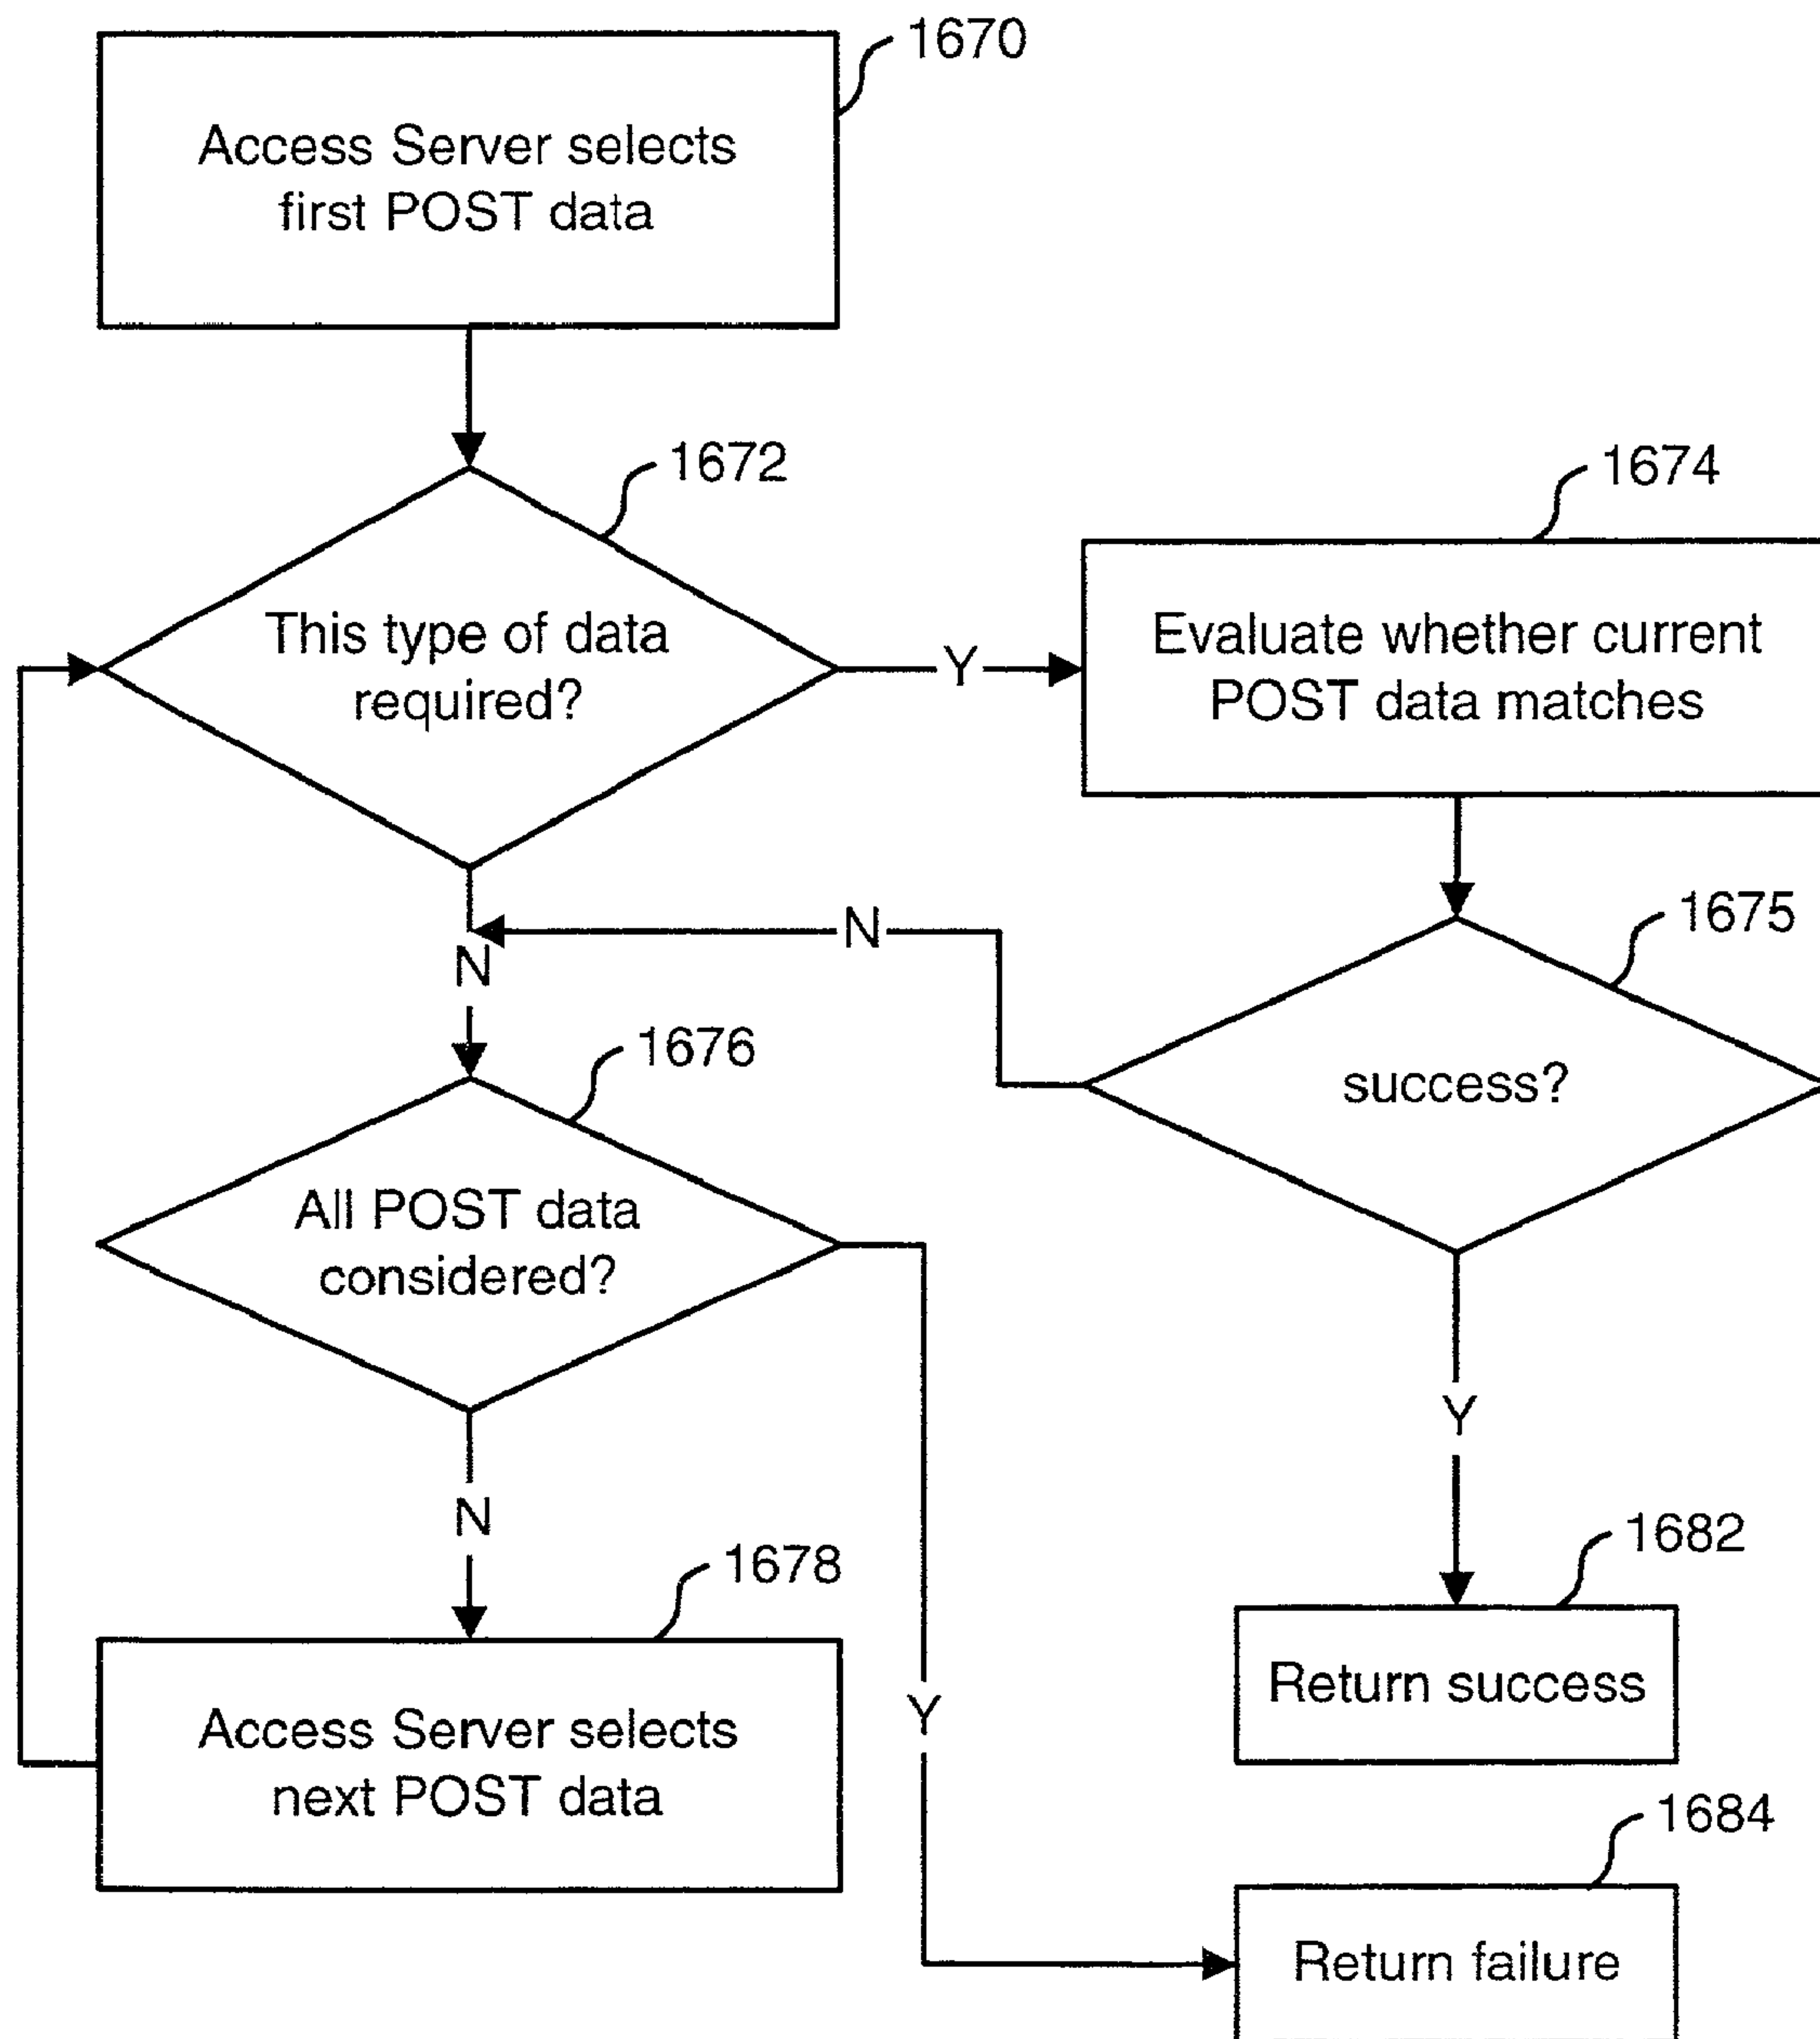 1670
Access Server selects
first POST data
1672
This type of data
required?
Y
1674
Evaluate whether current
POST data matches
N
N
1675
success?
1676
All POST data
considered?
Y
N
1678
Access Server selects
next POST data
Y
1682
Return success
1684
Return failure